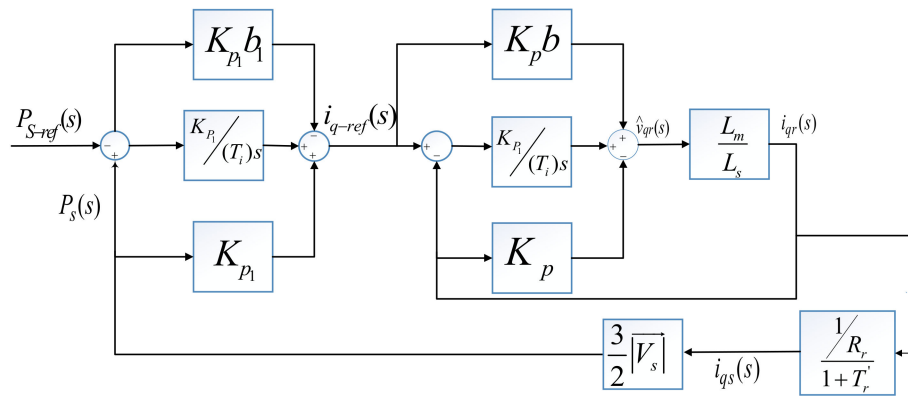 K_{p_1} b_1
K_p b
P_{S-ref}(s)
K_{P_1}/(T_i)s
i_{q-ref}(s)
K_{P_1}/(T_i)s
\hat{v}_{qr}(s)
L_m
L_s
i_{qr}(s)
- +
- + +
+ -
+ + -
P_s(s)
K_{p_1}
K_p
3/2 |\overrightarrow{V_s}|
i_{qs}(s)
1/R_r
1+T_r^'